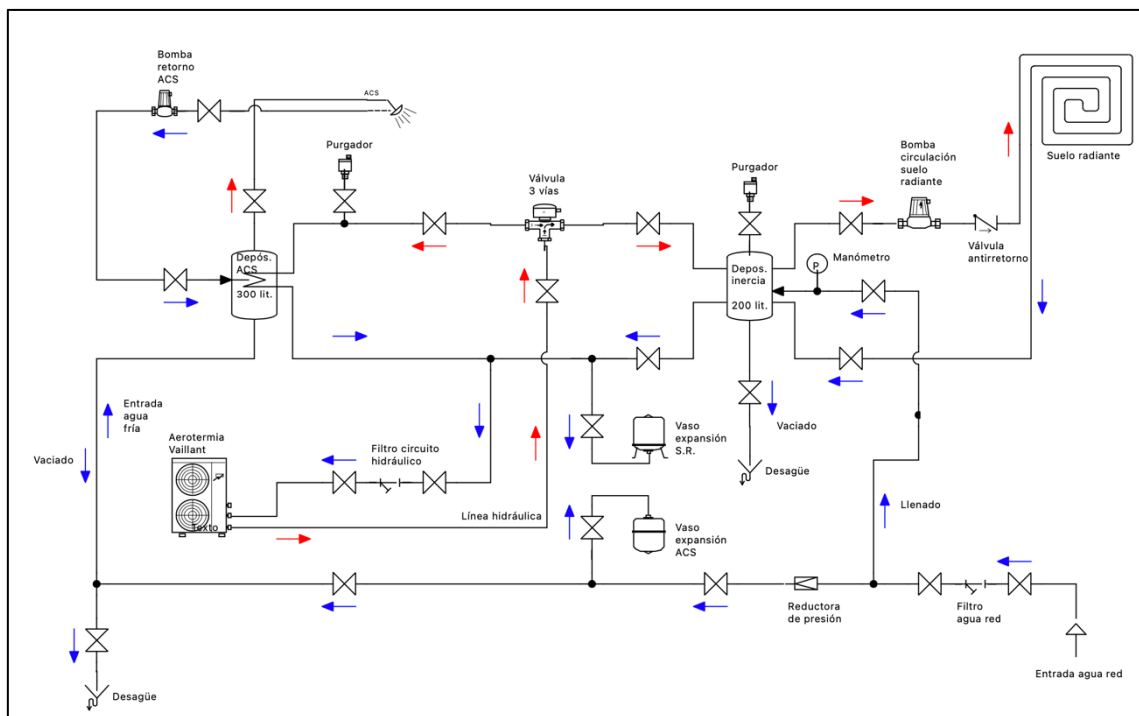 Bomba
retorno
ACS
ACS
Purgador
Válvula
3 vías
Purgador
Bomba
circulación
suelo
radiante
Suelo radiante
Válvula
antirretorno
Manómetro
P
Depós.
ACS
300 lit.
Depos.
inercia
200 lit.
Entrada
agua
fría
Vaciado
Aerotermia
Vaillant
Texto
Filtro circuito
hidráulico
Línea hidráulica
Vaso
expansión
S.R.
Vaciado
Desagüe
Vaso
expansión
ACS
Llenado
Reductora
de presión
Filtro
agua red
Entrada agua red
Desagüe